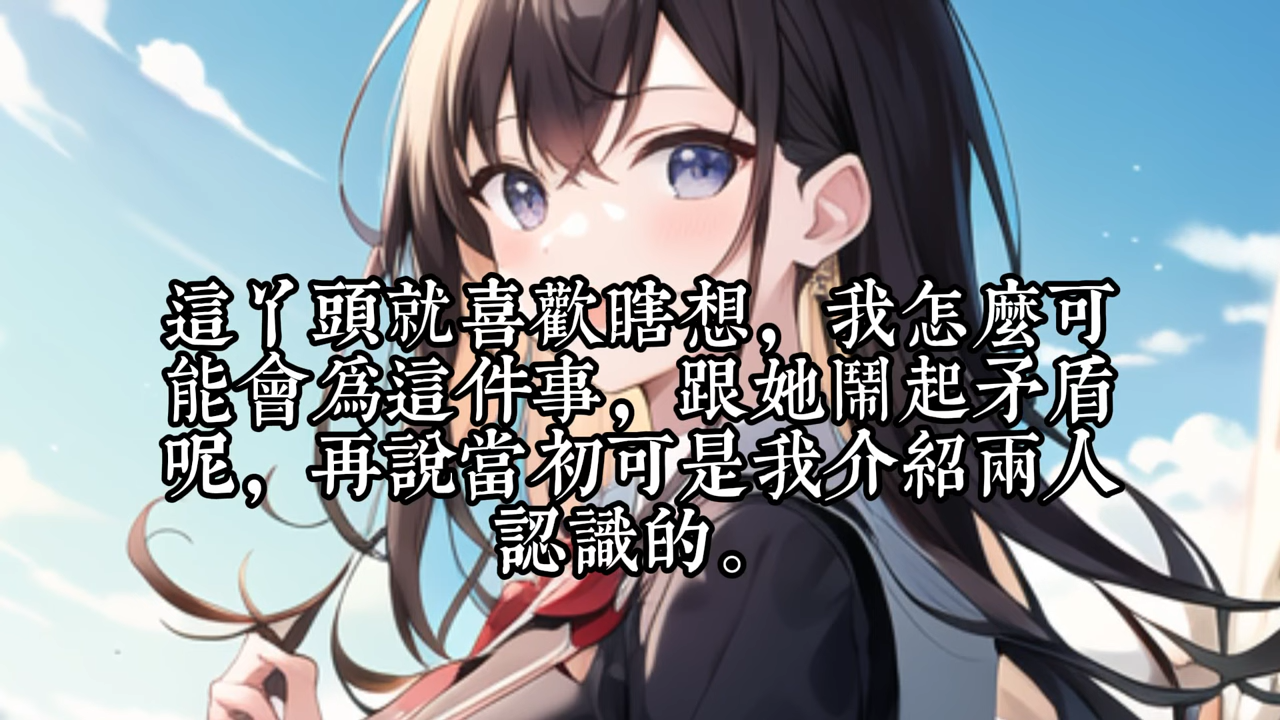 這丫頭就喜歡瞎想，我怎麼可
能會爲這件事，跟她鬧起矛盾
呢，再說當初可是我介紹兩人
認識的。